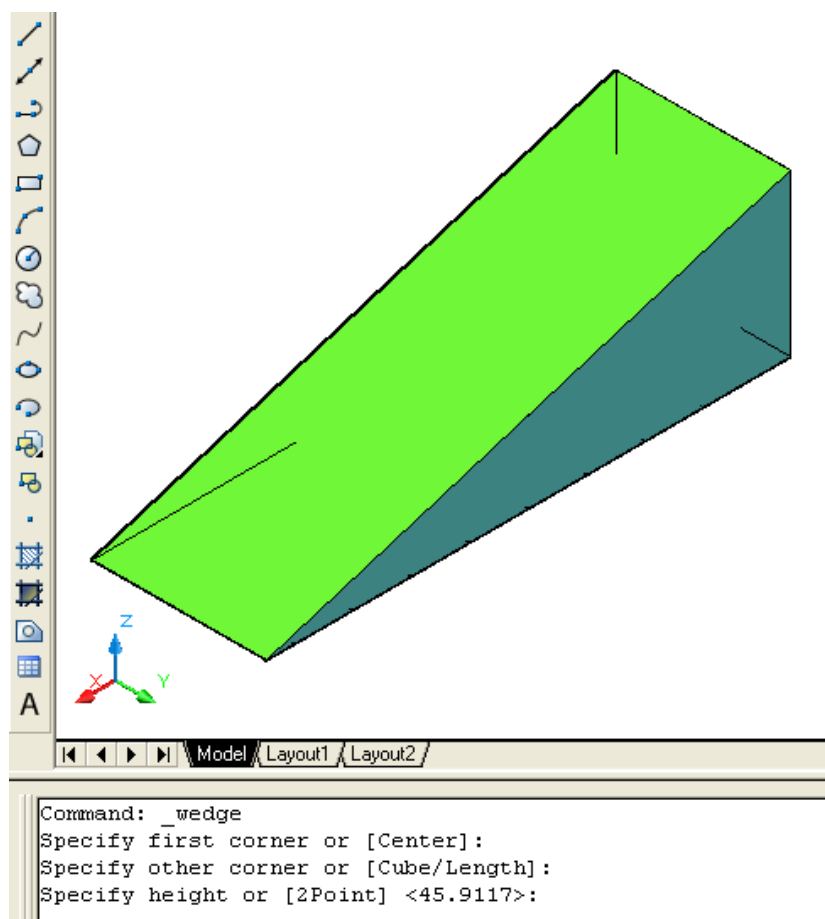 A
Z
X
Y
Model Layout1 Layout2
Command: _wedge
Specify first corner or [Center]:
Specify other corner or [Cube/Length]:
Specify height or [2Point] <45.9117>: